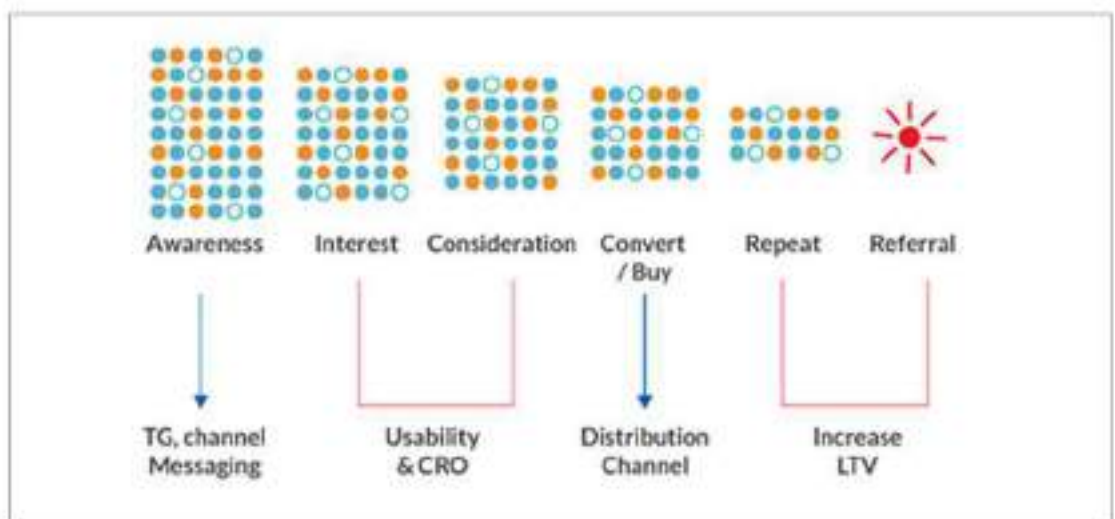 Awareness
Interest
Consideration
Convert
/ Buy
Repeat
Referral
TG, channel
Messaging
Usability
& CRO
Distribution
Channel
Increase
LTV